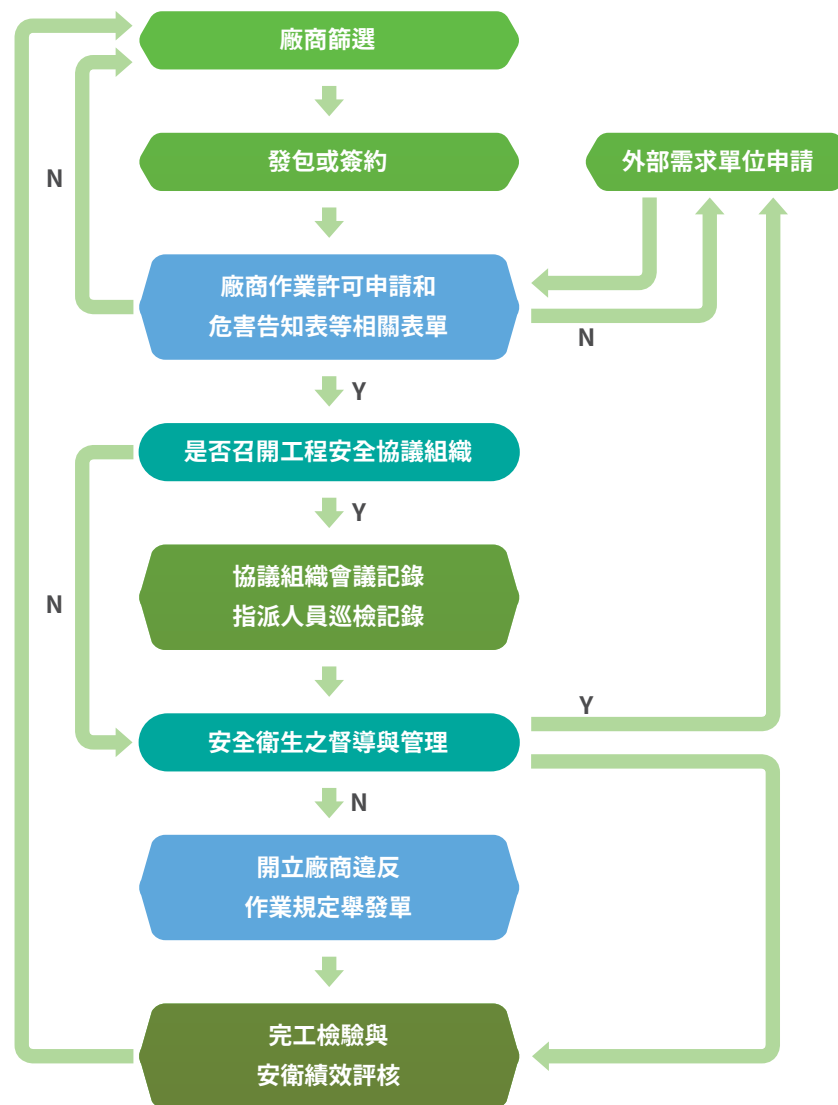 廠商篩選
發包或簽約
外部需求單位申請
N
廠商作業許可申請和
危害告知表等相關表單
N
Y
是否召開工程安全協議組織
Y
協議組織會議記錄
指派人員巡檢記錄
N
Y
安全衛生之督導與管理
N
開立廠商違反
作業規定舉發單
完工檢驗與
安衛績效評核